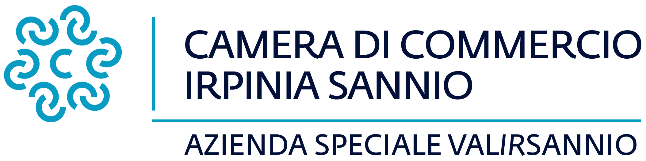 CAMERA DI COMMERCIO
IRPINIA SANNIO
AZIENDA SPECIALE VALIRSANNIO